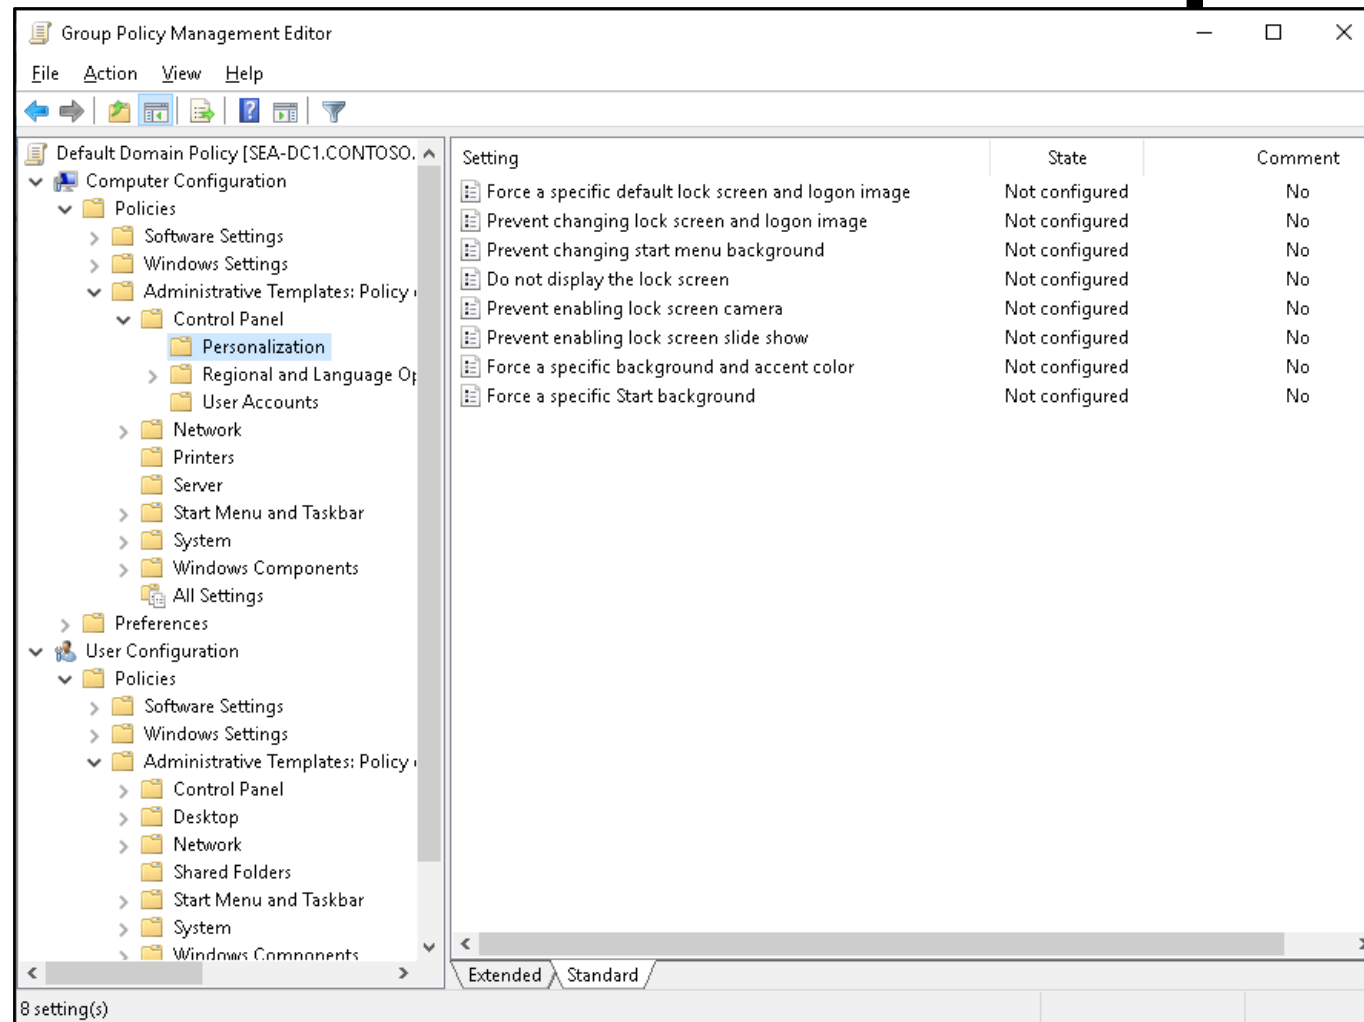 Group Policy Management Editor
File Action View Help
Default Domain Policy [SEA-DC1.CONTOSO.
Computer Configuration
Policies
Software Settings
Windows Settings
Administrative Templates: Policy
Control Panel
Personalization
Regional and Language Op
User Accounts
Network
Printers
Server
Start Menu and Taskbar
System
Windows Components
All Settings
Preferences
User Configuration
Policies
Software Settings
Windows Settings
Administrative Templates: Policy
Control Panel
Desktop
Network
Shared Folders
Start Menu and Taskbar
System
Windows Components
Setting State Comment
Force a specific default lock screen and logon image Not configured No
Prevent changing lock screen and logon image Not configured No
Prevent changing start menu background Not configured No
Do not display the lock screen Not configured No
Prevent enabling lock screen camera Not configured No
Prevent enabling lock screen slide show Not configured No
Force a specific background and accent color Not configured No
Force a specific Start background Not configured No
Extended Standard
8 setting(s)